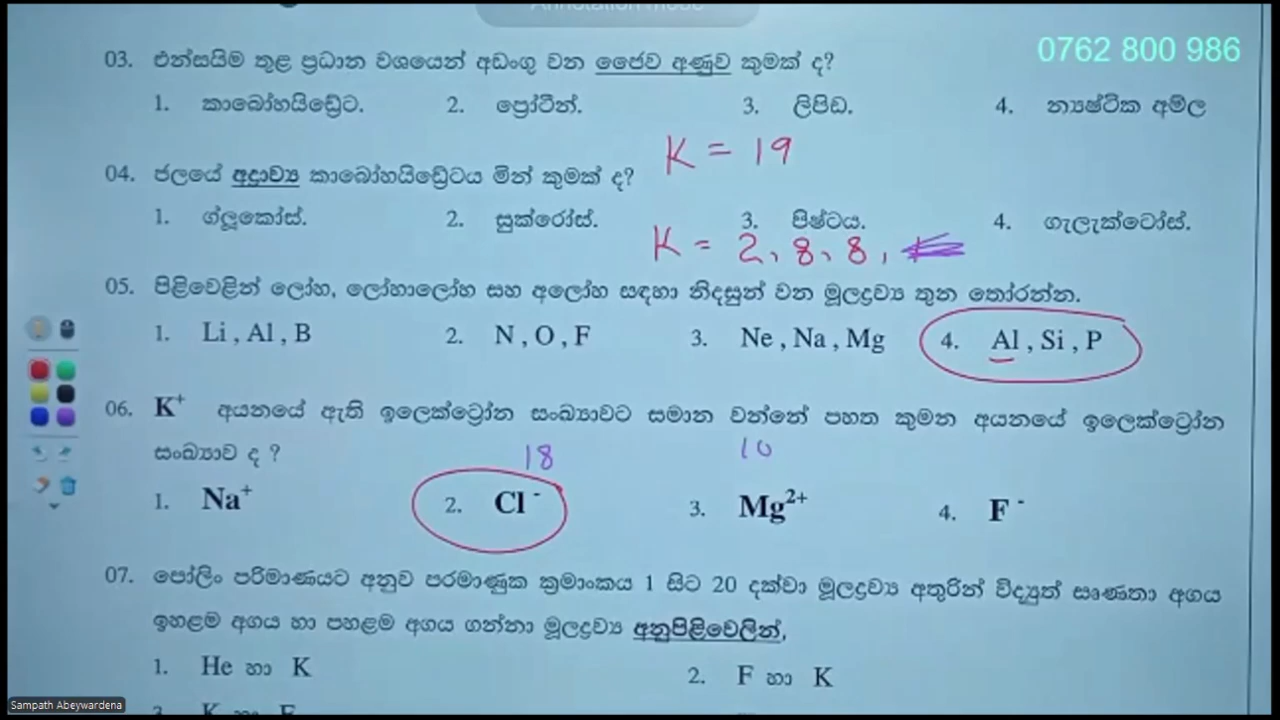 0762 800 986
03. එන්සයිම තුළ ප්‍රධාන වශයෙන් අඩංගු වන ජෛව අණුව කුමක් ද?
1. කාබෝහයිඩ්‍රේට. 2. ප්‍රෝටීන්. 3. ලිපිඩ. 4. න්‍යෂ්ටික අම්ල
K = 19
04. ජලයේ අද්‍රාව්‍ය කාබෝහයිඩ්‍රේටය මින් කුමක් ද?
1. ග්ලූකෝස්. 2. සුක්රෝස්. 3. පිෂ්ටය. 4. ගැලැක්ටෝස්.
K = 2, 8, 8,
05. පිළිවෙළින් ලෝහ, ලෝහාලෝහ සහ අලෝහ සඳහා නිදසුන් වන මූලද්‍රව්‍ය තුන තෝරන්න.
1. Li , Al , B 2. N , O , F 3. Ne , Na , Mg 4. Al , Si , P
06. K⁺ අයනයේ ඇති ඉලෙක්ට්‍රෝන සංඛ්‍යාවට සමාන වන්නේ පහත කුමන අයනයේ ඉලෙක්ට්‍රෝන
සංඛ්‍යාව ද ?
18 10
1. Na⁺ 2. Cl⁻ 3. Mg²⁺ 4. F⁻
07. පෝලිං පරිමාණයට අනුව පරමාණුක ක්‍රමාංකය 1 සිට 20 දක්වා මූලද්‍රව්‍ය අතුරින් විද්‍යුත් සෘණතා අගය
ඉහළම අගය හා පහළම අගය ගන්නා මූලද්‍රව්‍ය අනුපිළිවෙලින්,
1. He හා K 2. F හා K
Sampath Abeywardena